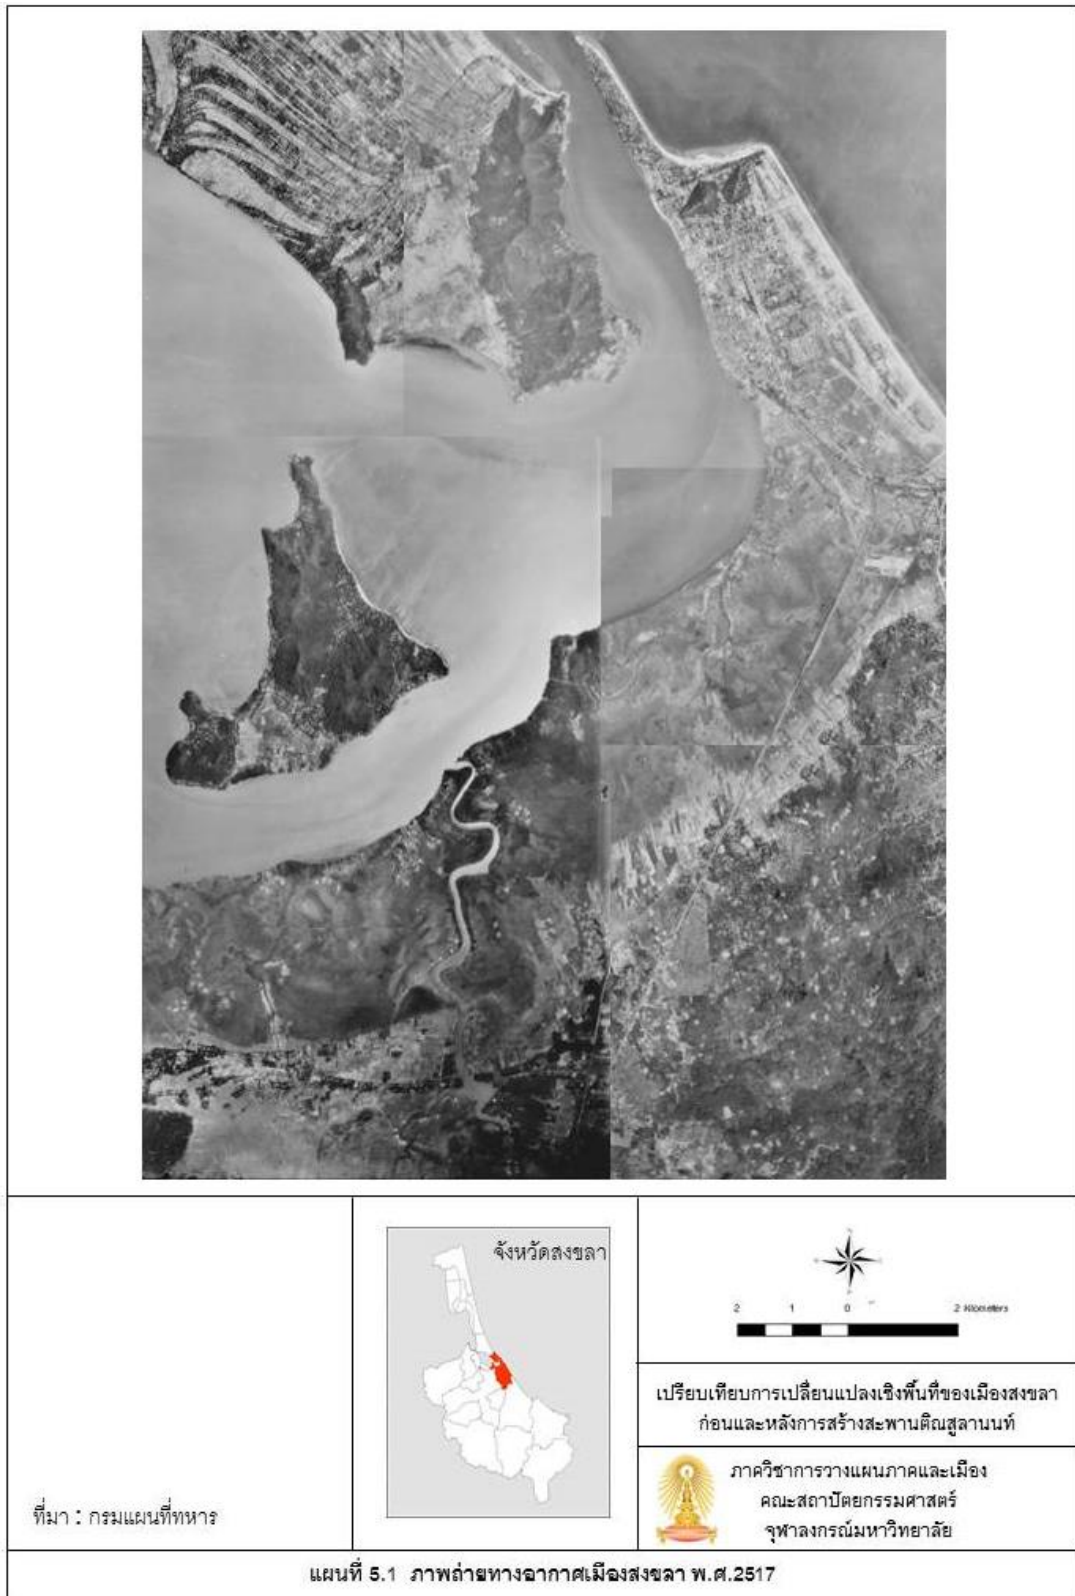 จังหวัดสงขลา
2 1 0 2 Kilometers
เปรียบเทียบการเปลี่ยนแปลงเชิงพื้นที่ของเมืองสงขลา
ก่อนและหลังการสร้างสะพานติณสูลานนท์
ภาควิชาการวางแผนภาคและเมือง
คณะสถาปัตยกรรมศาสตร์
จุฬาลงกรณ์มหาวิทยาลัย
ที่มา : กรมแผนที่ทหาร
แผนที่ 5.1 ภาพถ่ายทางอากาศเมืองสงขลา พ.ศ.2517